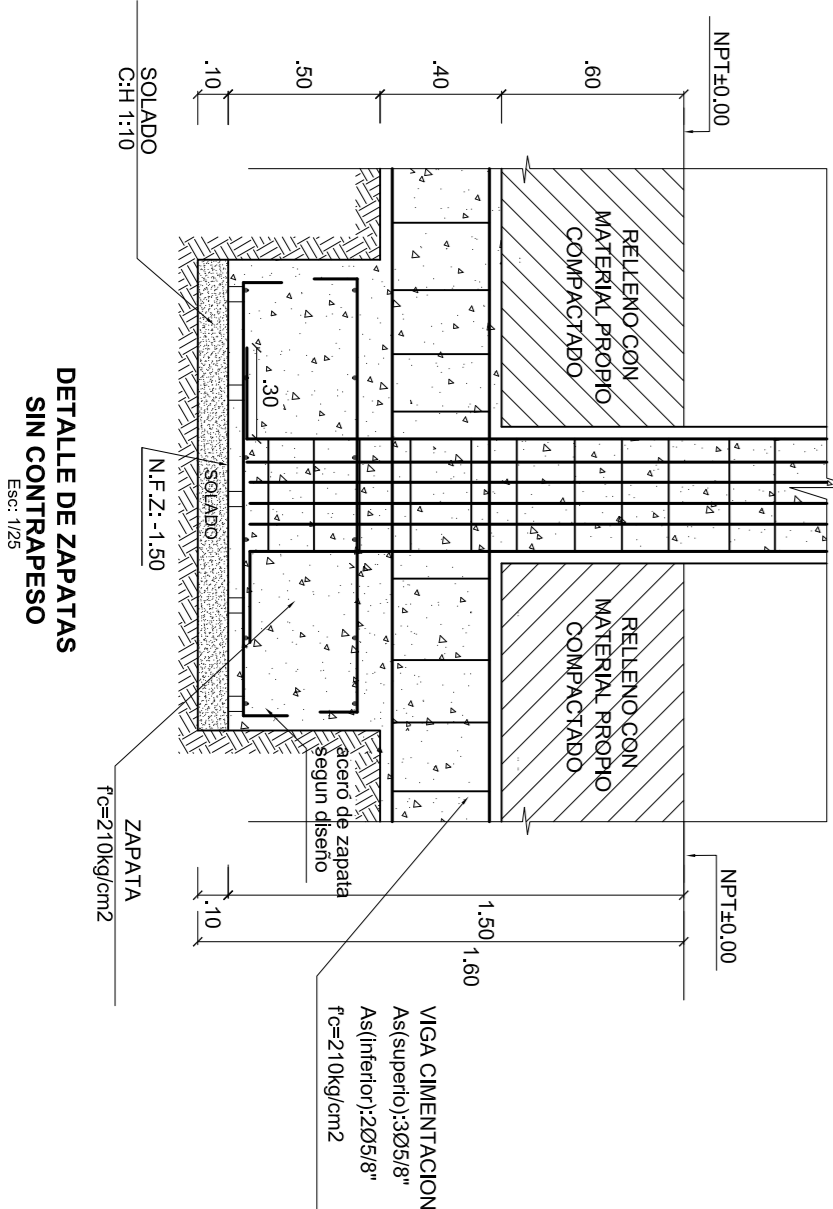 NPT±0.00
.60
.40
.50
.10
SOLADO
C:H 1:10
RELLENO CON
MATERIAL PROPIO
COMPACTADO
RELLENO CON
MATERIAL PROPIO
COMPACTADO
.30
SOLADO
N.F.Z: -1.50
acero de zapata
segun diseño
ZAPATA
f'c=210kg/cm2
NPT±0.00
1.50
.10
1.60
VIGA CIMENTACION
As(superio):3Ø5/8"
As(inferior):2Ø5/8"
f'c=210kg/cm2
DETALLE DE ZAPATAS
SIN CONTRAPESO
Esc: 1/25